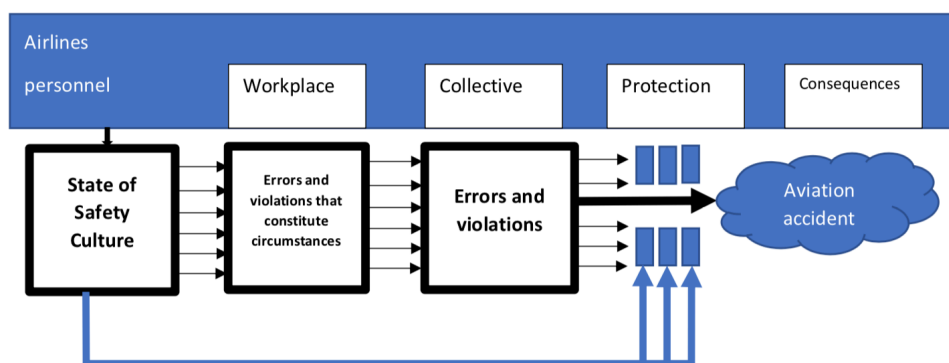 Airlines
personnel
Workplace
Collective
Protection
Consequences
State of
Safety
Culture
Errors and
violations that
constitute
circumstances
Errors and
violations
Aviation
accident